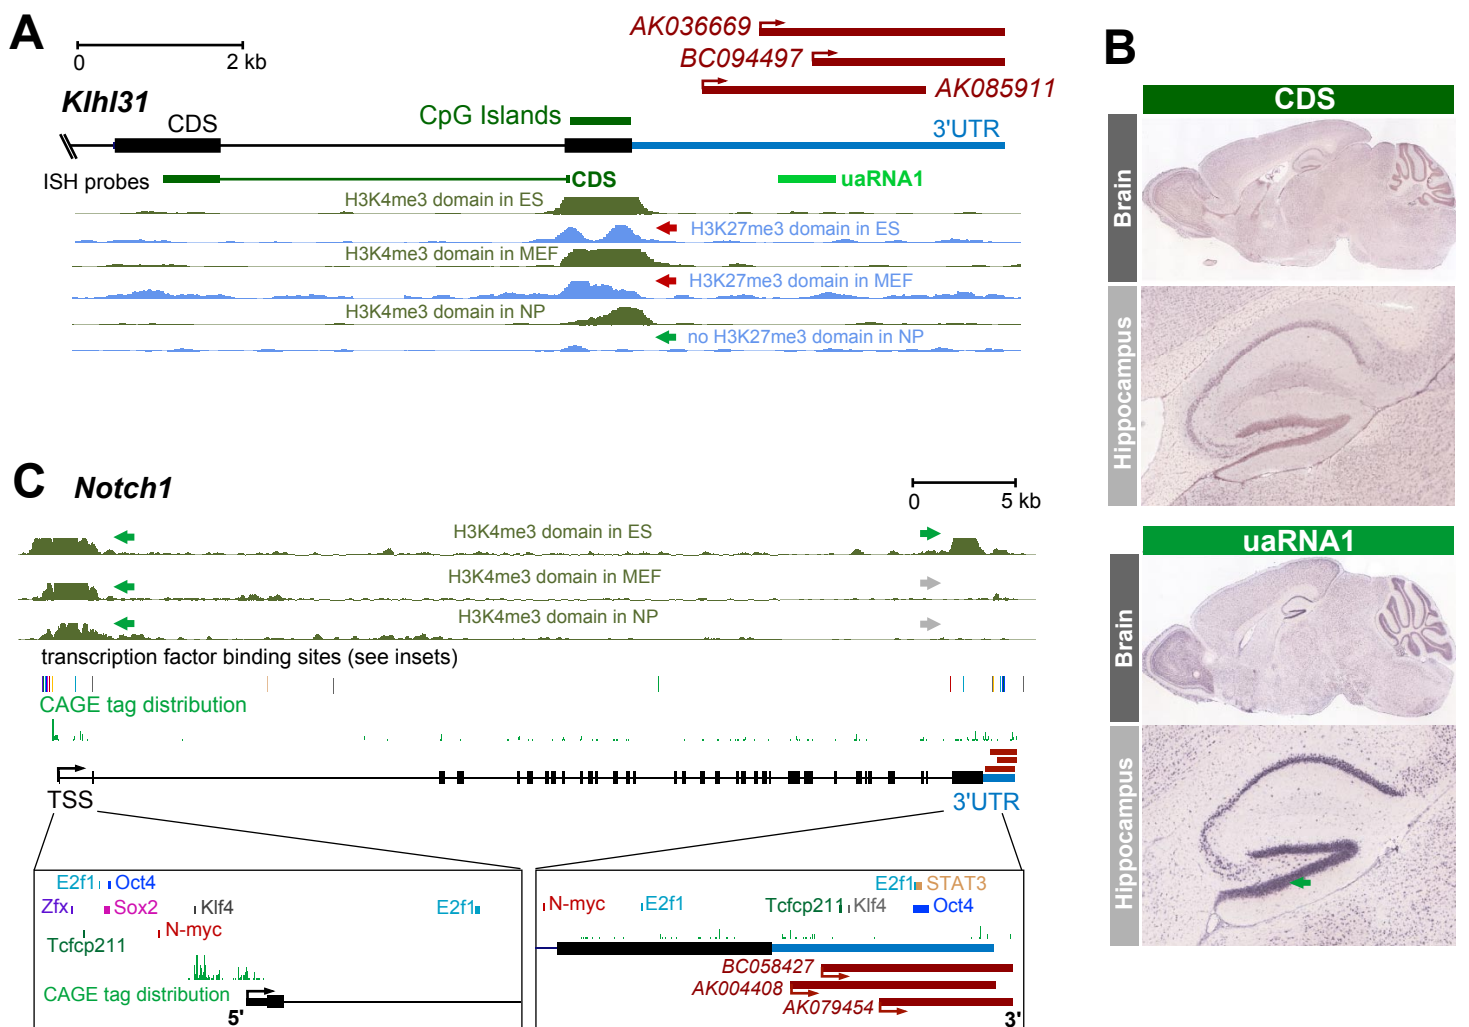 A
0
2 kb
Klhl31
AK036669
BC094497
AK085911
CpG Islands
CDS
3'UTR
ISH probes
CDS
uaRNA1
H3K4me3 domain in ES
H3K27me3 domain in ES
H3K4me3 domain in MEF
H3K27me3 domain in MEF
H3K4me3 domain in NP
no H3K27me3 domain in NP
B
CDS
Brain
Hippocampus
uaRNA1
Brain
Hippocampus
C
Notch1
0
5 kb
H3K4me3 domain in ES
H3K4me3 domain in MEF
H3K4me3 domain in NP
transcription factor binding sites (see insets)
CAGE tag distribution
TSS
3'UTR
E2f1
Oct4
Zfx
Sox2
Klf4
E2f1
N-myc
Tcfcp2l1
CAGE tag distribution
5'
E2f1
STAT3
N-myc
E2f1
Tcfcp2l1
Klf4
Oct4
BC058427
AK004408
AK079454
3'